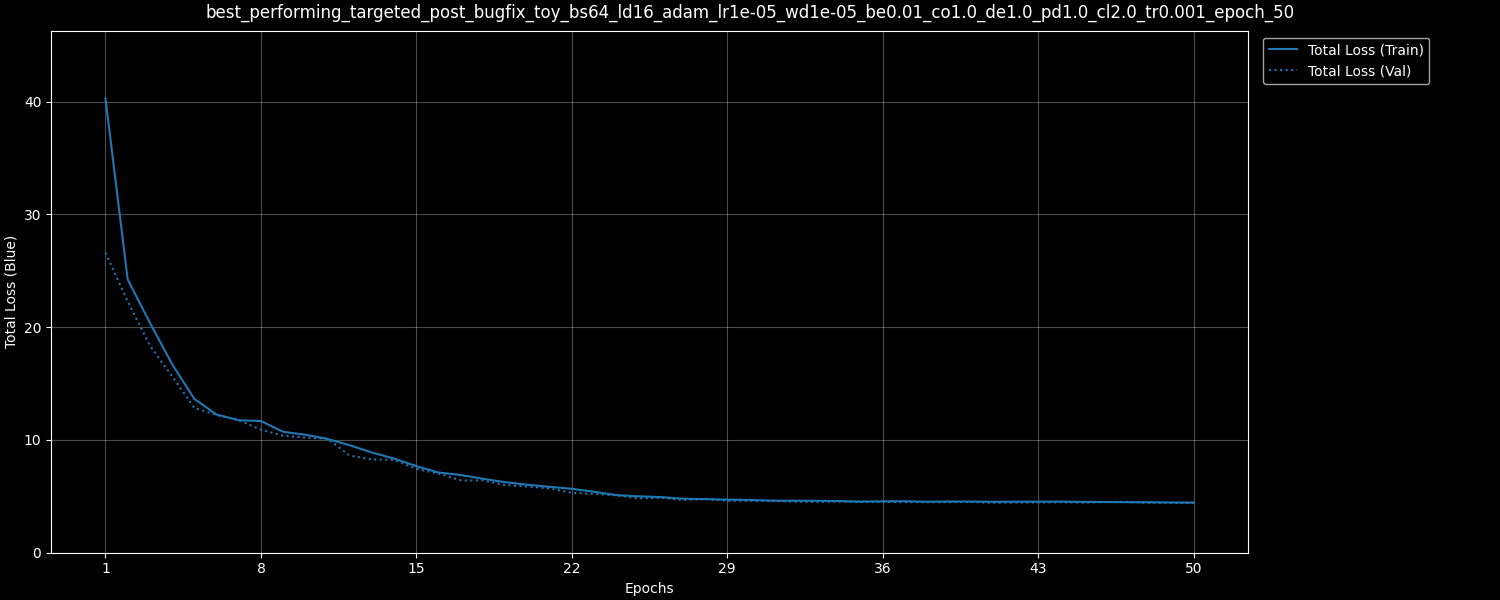 best_performing_targeted_post_bugfix_toy_bs64_ld16_adam_lr1e-05_wd1e-05_be0.01_co1.0_de1.0_pd1.0_cl2.0_tr0.001_epoch_50
Total Loss (Train)
Total Loss (Val)
Total Loss (Blue)
40
30
20
10
0
1 8 15 22 29 36 43 50
Epochs